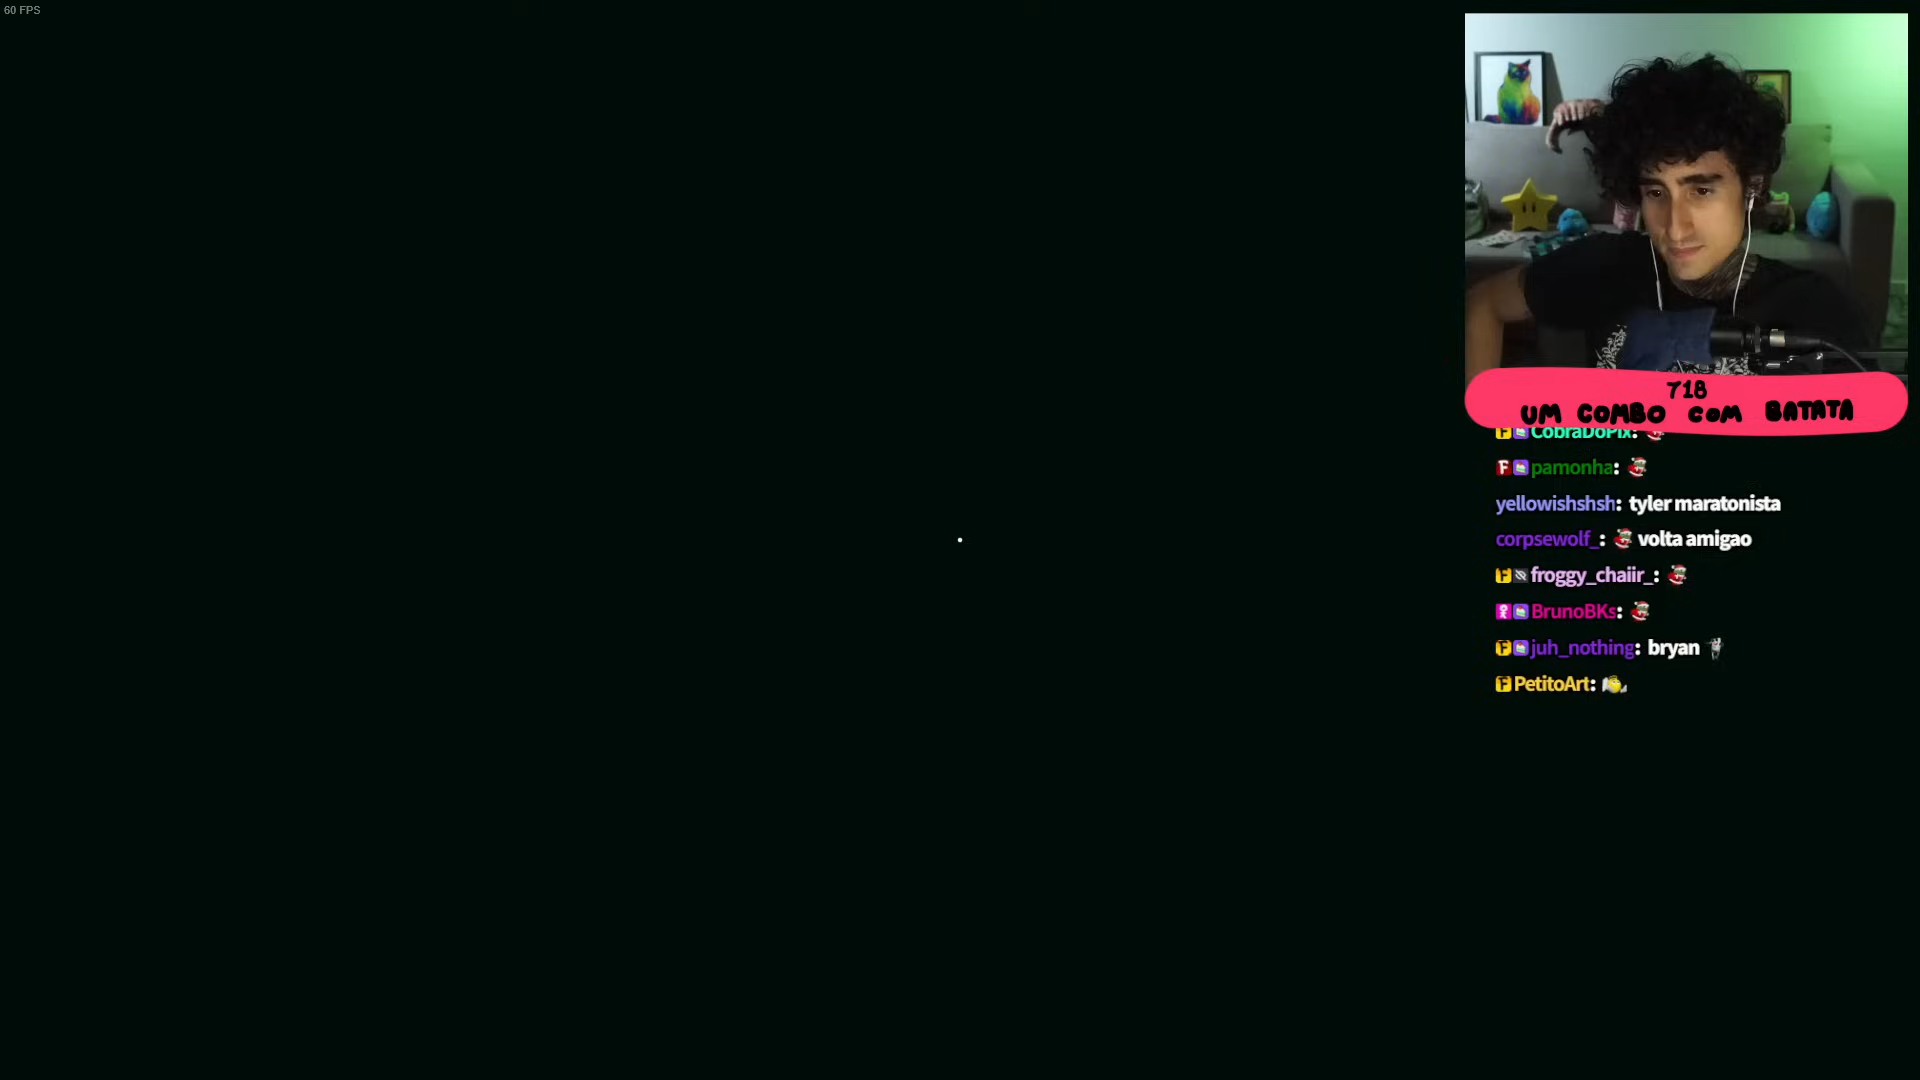 60 FPS
718
UM COMBO COM BATATA
CobraDoPix:
pamonha:
yellowishshsh: tyler maratonista
corpsewolf_: volta amigao
froggy_chaiir_:
BrunoBKs:
juh_nothing: bryan
PetitoArt: